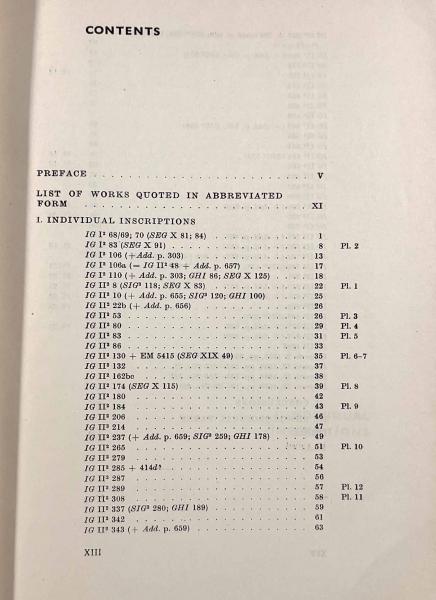 CONTENTS
PREFACE . . . . . . . . . . . . . . . . . . . . . . . . V
LIST OF WORKS QUOTED IN ABBREVIATED
FORM . . . . . . . . . . . . . . . . . . . . . . . . XI
I. INDIVIDUAL INSCRIPTIONS
IG I² 68/69; 70 (SEG X 81; 84) . . . . . . . . . . 1
IG I² 83 (SEG X 91) . . . . . . . . . . . . . . 8 Pl. 2
IG I² 106 (+Add. p. 303) . . . . . . . . . . . . 13
IG I² 106a (= IG II² 48 + Add. p. 657) . . . . . . 17
IG I² 110 (+ Add. p. 303; GHI 86; SEG X 125) . . . 18
IG II² 8 (SIG³ 118; SEG X 83) . . . . . . . . . . 22 Pl. 1
IG II² 10 (+ Add. p. 655; SIG³ 120; GHI 100) . . . 25
IG II² 22b (+ Add. p. 656) . . . . . . . . . . . 26
IG II² 53 . . . . . . . . . . . . . . . . . . 26 Pl. 3
IG II² 80 . . . . . . . . . . . . . . . . . . 29 Pl. 4
IG II² 83 . . . . . . . . . . . . . . . . . . 31 Pl. 5
IG II² 86 . . . . . . . . . . . . . . . . . . 33
IG II² 130 + EM 5415 (SEG XIX 49) . . . . . . . . 35 Pl. 6-7
IG II² 132 . . . . . . . . . . . . . . . . . . 37
IG II² 162bc . . . . . . . . . . . . . . . . . 38
IG II² 174 (SEG X 115) . . . . . . . . . . . . . 39 Pl. 8
IG II² 180 . . . . . . . . . . . . . . . . . . 42
IG II² 184 . . . . . . . . . . . . . . . . . . 43 Pl. 9
IG II² 206 . . . . . . . . . . . . . . . . . . 46
IG II² 214 . . . . . . . . . . . . . . . . . . 47
IG II² 237 (+ Add. p. 659; SIG³ 259; GHI 178) . . . 49
IG II² 265 . . . . . . . . . . . . . . . . . . 51 Pl. 10
IG II² 279 . . . . . . . . . . . . . . . . . . 53
IG II² 285 + 414d? . . . . . . . . . . . . . . . 54
IG II² 287 . . . . . . . . . . . . . . . . . . 56
IG II² 289 . . . . . . . . . . . . . . . . . . 57 Pl. 12
IG II² 308 . . . . . . . . . . . . . . . . . . 58 Pl. 11
IG II² 337 (SIG³ 280; GHI 189) . . . . . . . . . 59
IG II² 342 . . . . . . . . . . . . . . . . . . 61
IG II² 343 (+ Add. p. 659) . . . . . . . . . . . 63
XIII